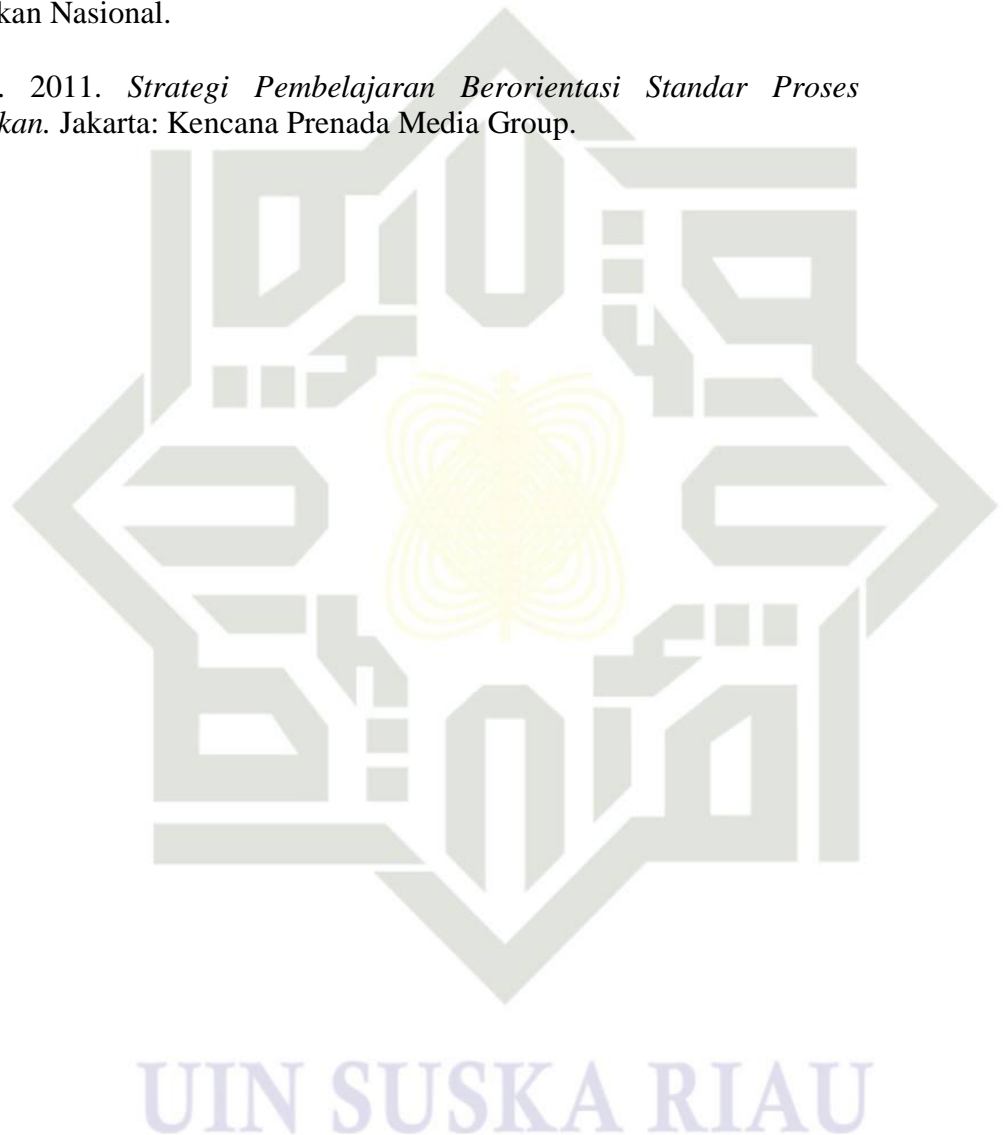 kan Nasional.
. 2011. Strategi Pembelajaran Berorientasi Standar Proses
kan. Jakarta: Kencana Prenada Media Group.
UIN SUSKA RIAU